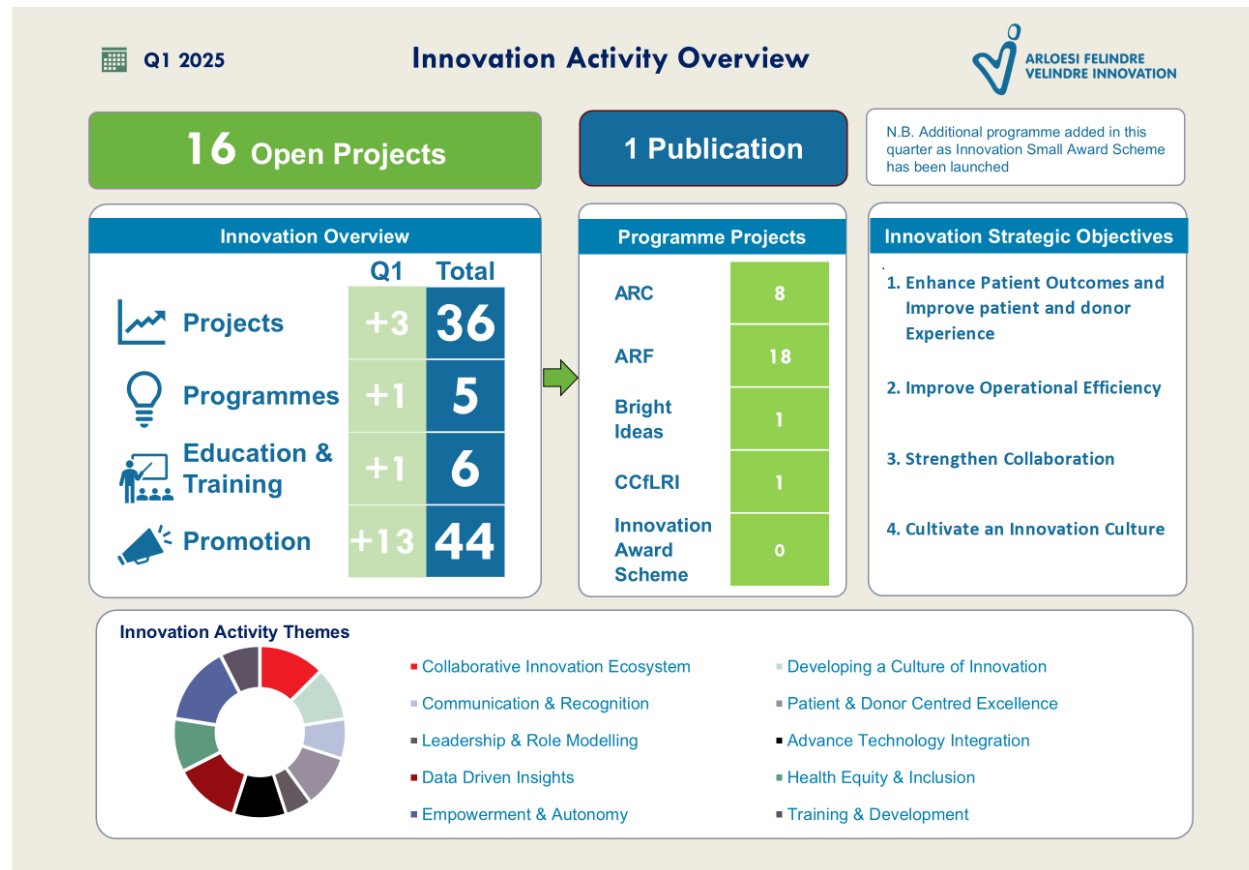 Q1 2025
Innovation Activity Overview
ARLOESI FELINDRE
VELINDRE INNOVATION
16 Open Projects
1 Publication
N.B. Additional programme added in this
quarter as Innovation Small Award Scheme
has been launched
Innovation Overview
Q1 Total
Projects +3 36
Programmes +1 5
Education &
Training +1 6
Promotion +13 44
Programme Projects
ARC 8
ARF 18
Bright
Ideas 1
CCfLRI 1
Innovation
Award
Scheme 0
Innovation Strategic Objectives
.
1. Enhance Patient Outcomes and
Improve patient and donor
Experience
2. Improve Operational Efficiency
3. Strengthen Collaboration
4. Cultivate an Innovation Culture
Innovation Activity Themes
Collaborative Innovation Ecosystem
Developing a Culture of Innovation
Communication & Recognition
Patient & Donor Centred Excellence
Leadership & Role Modelling
Advance Technology Integration
Data Driven Insights
Health Equity & Inclusion
Empowerment & Autonomy
Training & Development